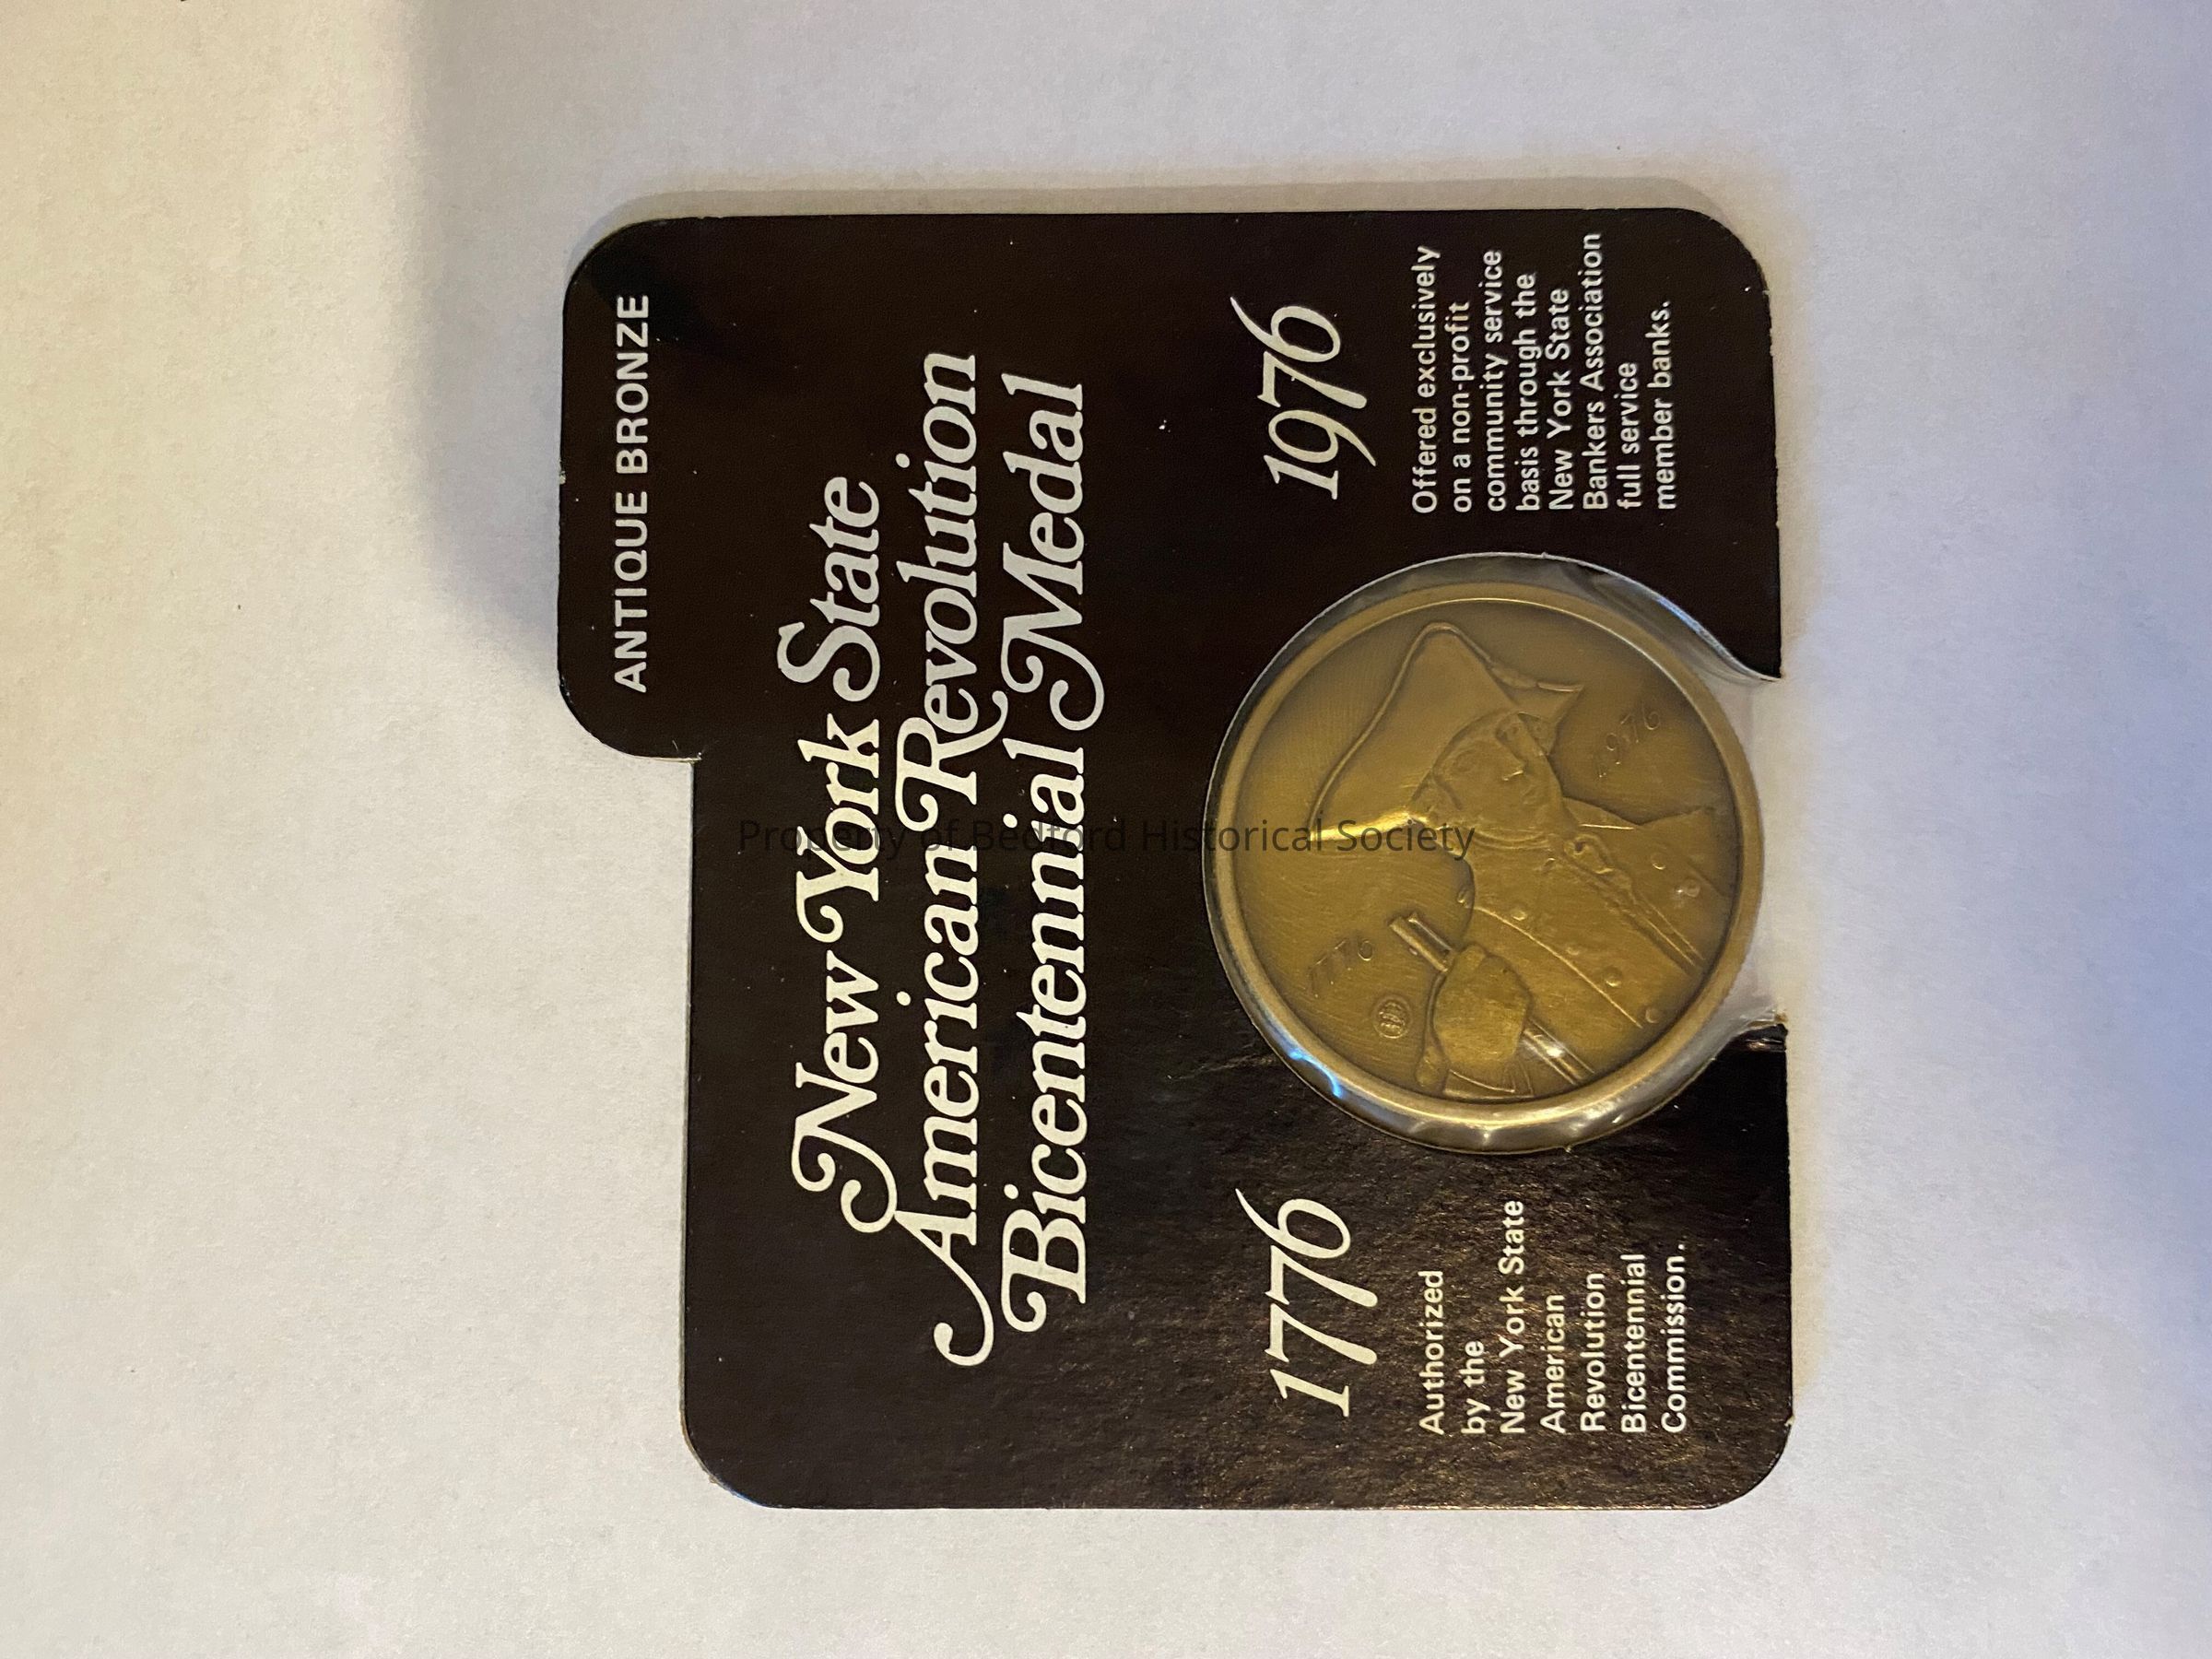 ANTIQUE BRONZE
New York State
American Revolution
Bicentennial Medal
1776
1976
Authorized
by the
New York State
American
Revolution
Bicentennial
Commission.
1776
1976
Offered exclusively
on a non-profit
community service
basis through the
New York State
Bankers Association
full service
member banks.
Property of Bedford Historical Society